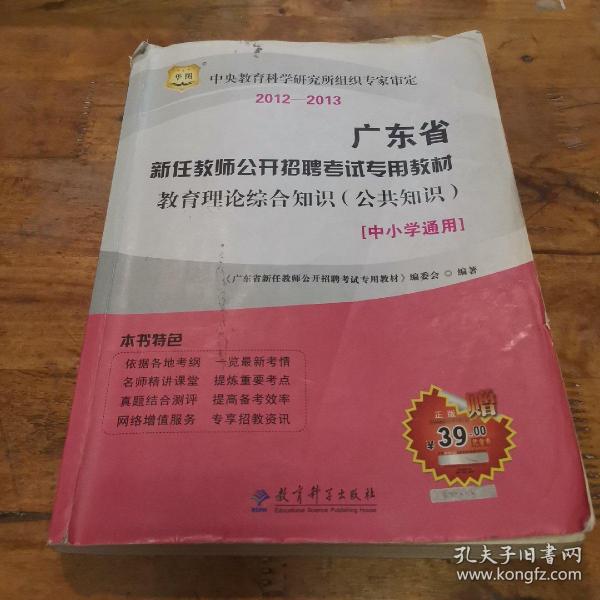 华图
中央教育科学研究所组织专家审定
2012—2013
广东省
新任教师公开招聘考试专用教材
教育理论综合知识（公共知识）
[中小学通用]
《广东省新任教师公开招聘考试专用教材》编委会 ◎ 编著
本书特色
依据各地考纲 一览最新考情
名师精讲课堂 提炼重要考点
真题结合测评 提高备考效率
网络增值服务 专享招教资讯
正版
赠
¥39.00
教育科学出版社
Educational Science Publishing House
孔夫子旧书网
www.kongfz.com